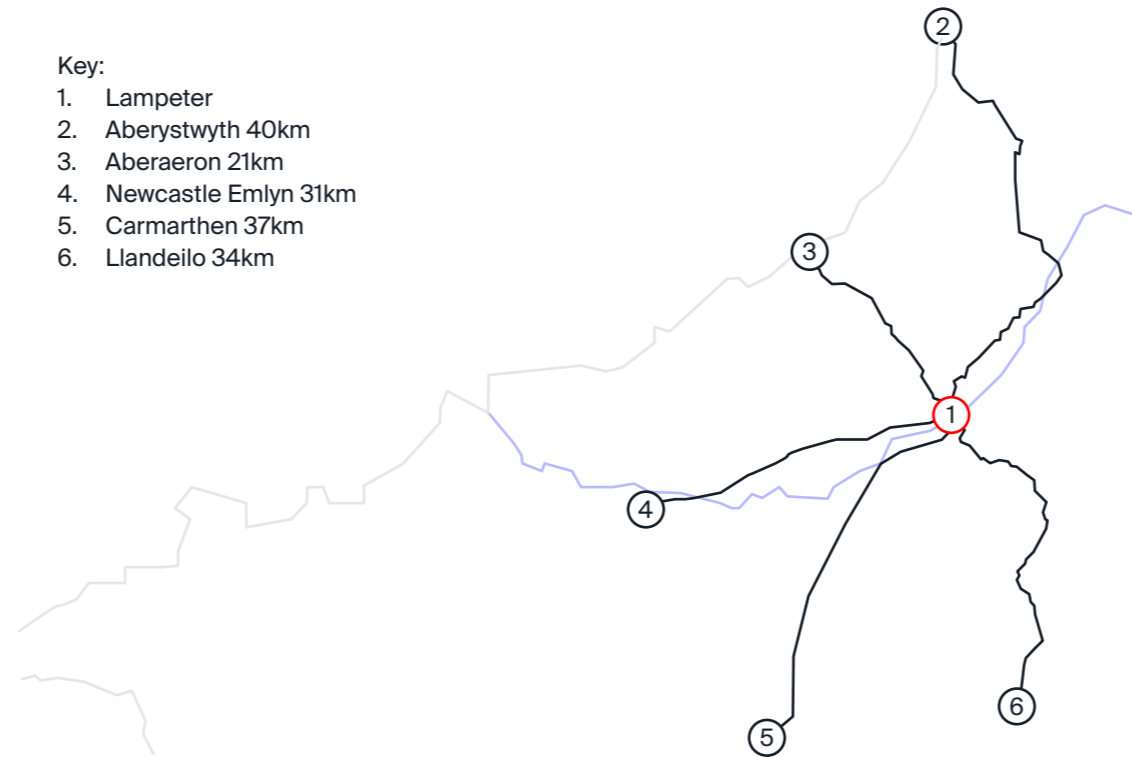 Key:
1. Lampeter
2. Aberystwyth 40km
3. Aberaeron 21km
4. Newcastle Emlyn 31km
5. Carmarthen 37km
6. Llandeilo 34km
2
3
1
4
6
5